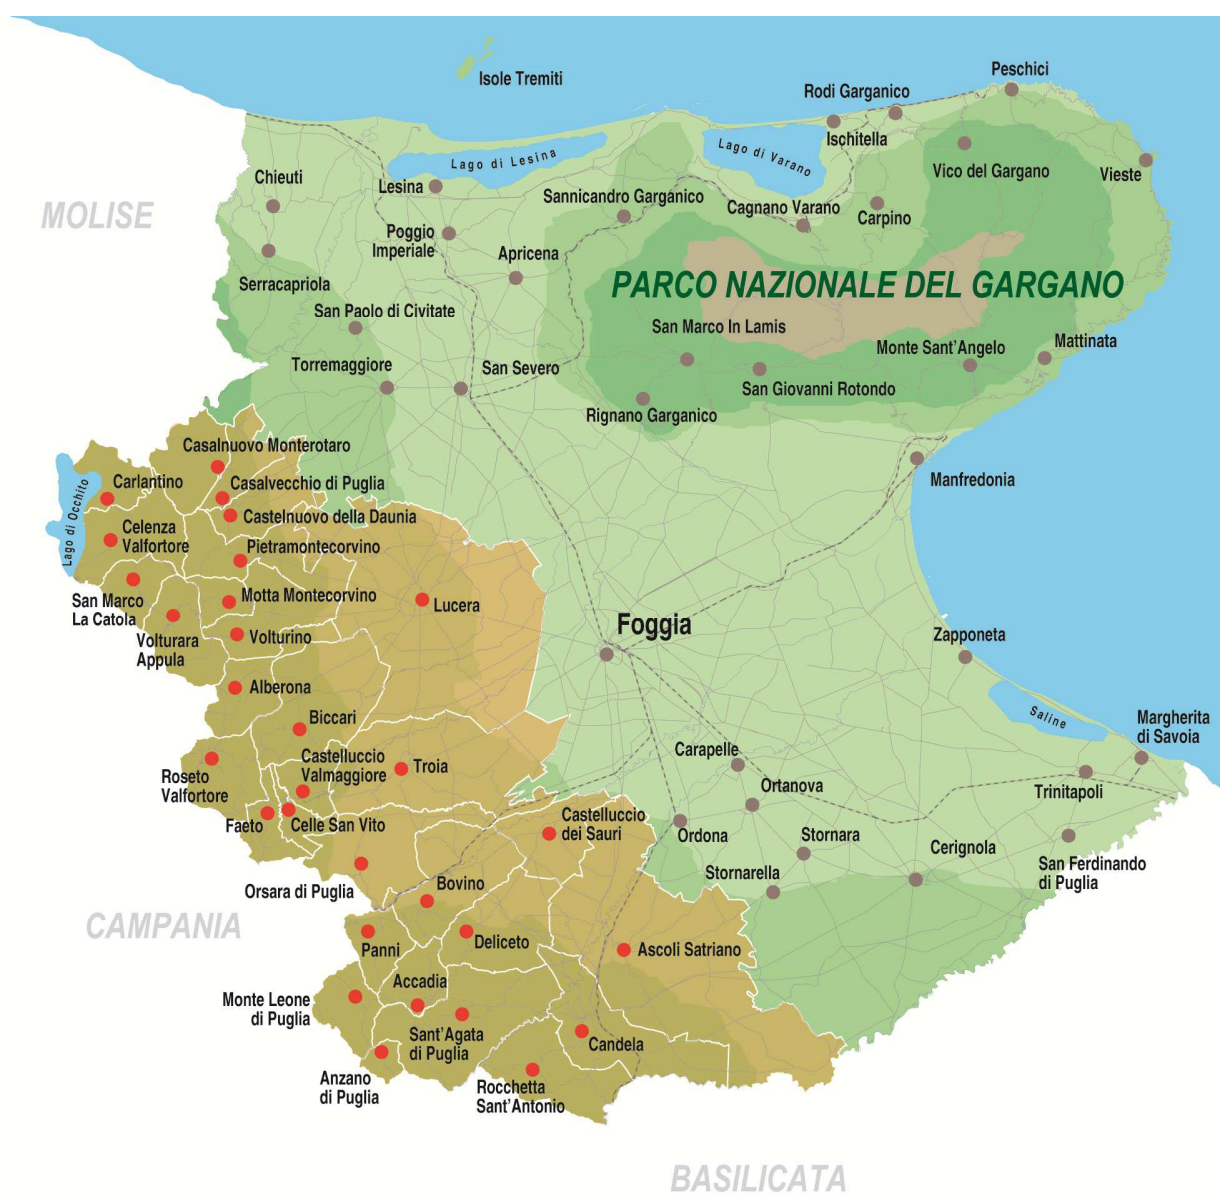 Peschici
Isole Tremiti
Rodi Garganico
Ischitella
Lago di Lesina
Lago di Varano
Vico del Gargano
Vieste
Chieuti
Lesina
Sannicandro Garganico
Cagnano Varano
Carpino
MOLISE
Poggio
Imperiale
Apricena
Serracapriola
PARCO NAZIONALE DEL GARGANO
San Paolo di Civitate
San Marco In Lamis
Monte Sant'Angelo
Mattinata
Torremaggiore
San Severo
San Giovanni Rotondo
Rignano Garganico
Casalnuovo Monterotaro
Carlantino
Casalvecchio di Puglia
Manfredonia
Lago di Occhito
Castelnuovo della Daunia
Celenza
Valfortore
Pietramontecorvino
San Marco
La Catola
Motta Montecorvino
Lucera
Foggia
Volturara
Appula
Volturino
Zapponeta
Alberona
Biccari
Saline
Margherita
di Savoia
Castelluccio
Valmaggiore
Troia
Carapelle
Roseto
Valfortore
Ortanova
Trinitapoli
Faeto
Celle San Vito
Castelluccio
dei Sauri
Ordona
Stornara
Cerignola
San Ferdinando
di Puglia
Orsara di Puglia
Bovino
Stornarella
CAMPANIA
Panni
Deliceto
Ascoli Satriano
Accadia
Monte Leone
di Puglia
Sant'Agata
di Puglia
Candela
Anzano
di Puglia
Rocchetta
Sant'Antonio
BASILICATA